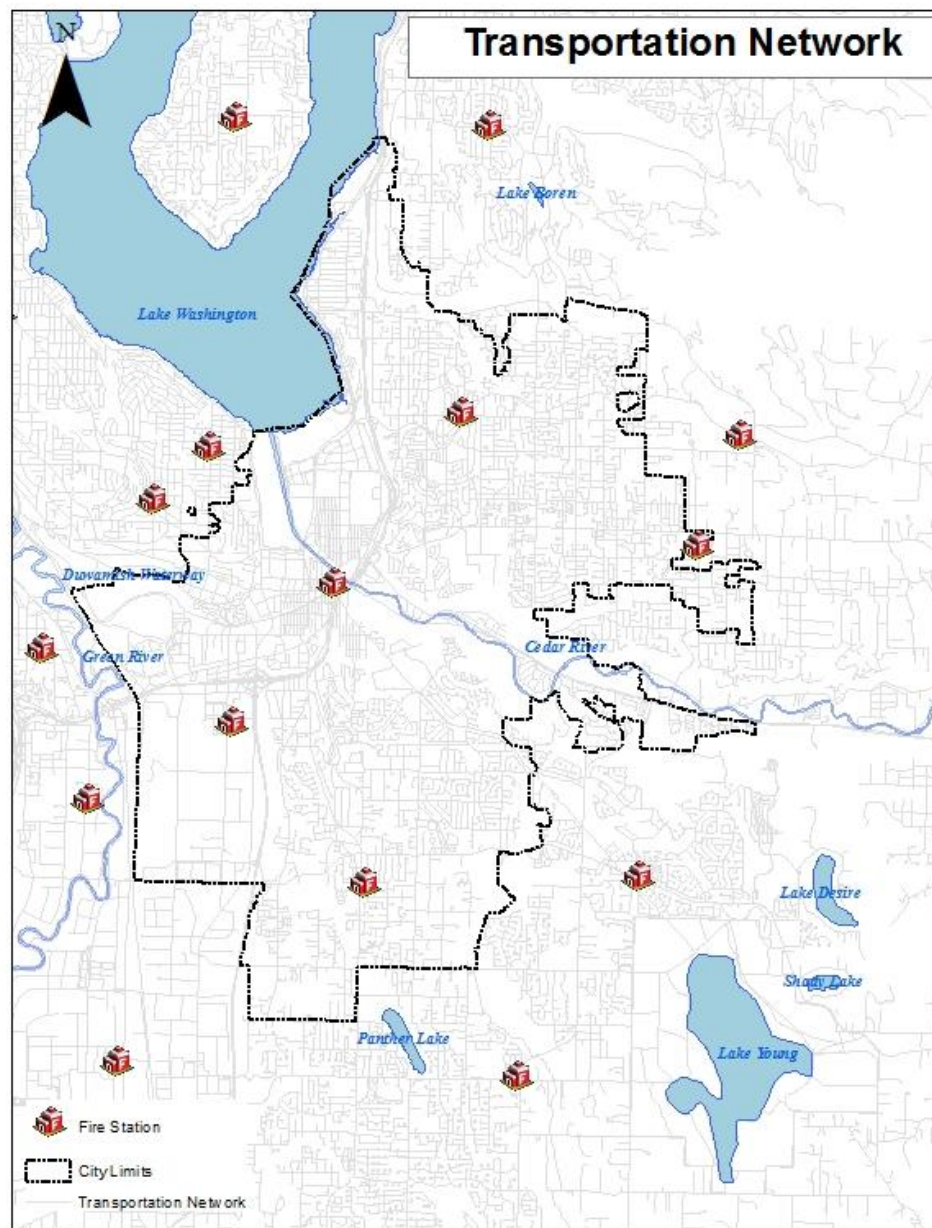 Transportation Network
N
Lake Boren
Lake Washington
Duwamish Waterway
Green River
Cedar River
Lake Desire
Shady Lake
Panther Lake
Lake Young
Fire Station
City Limits
Transportation Network